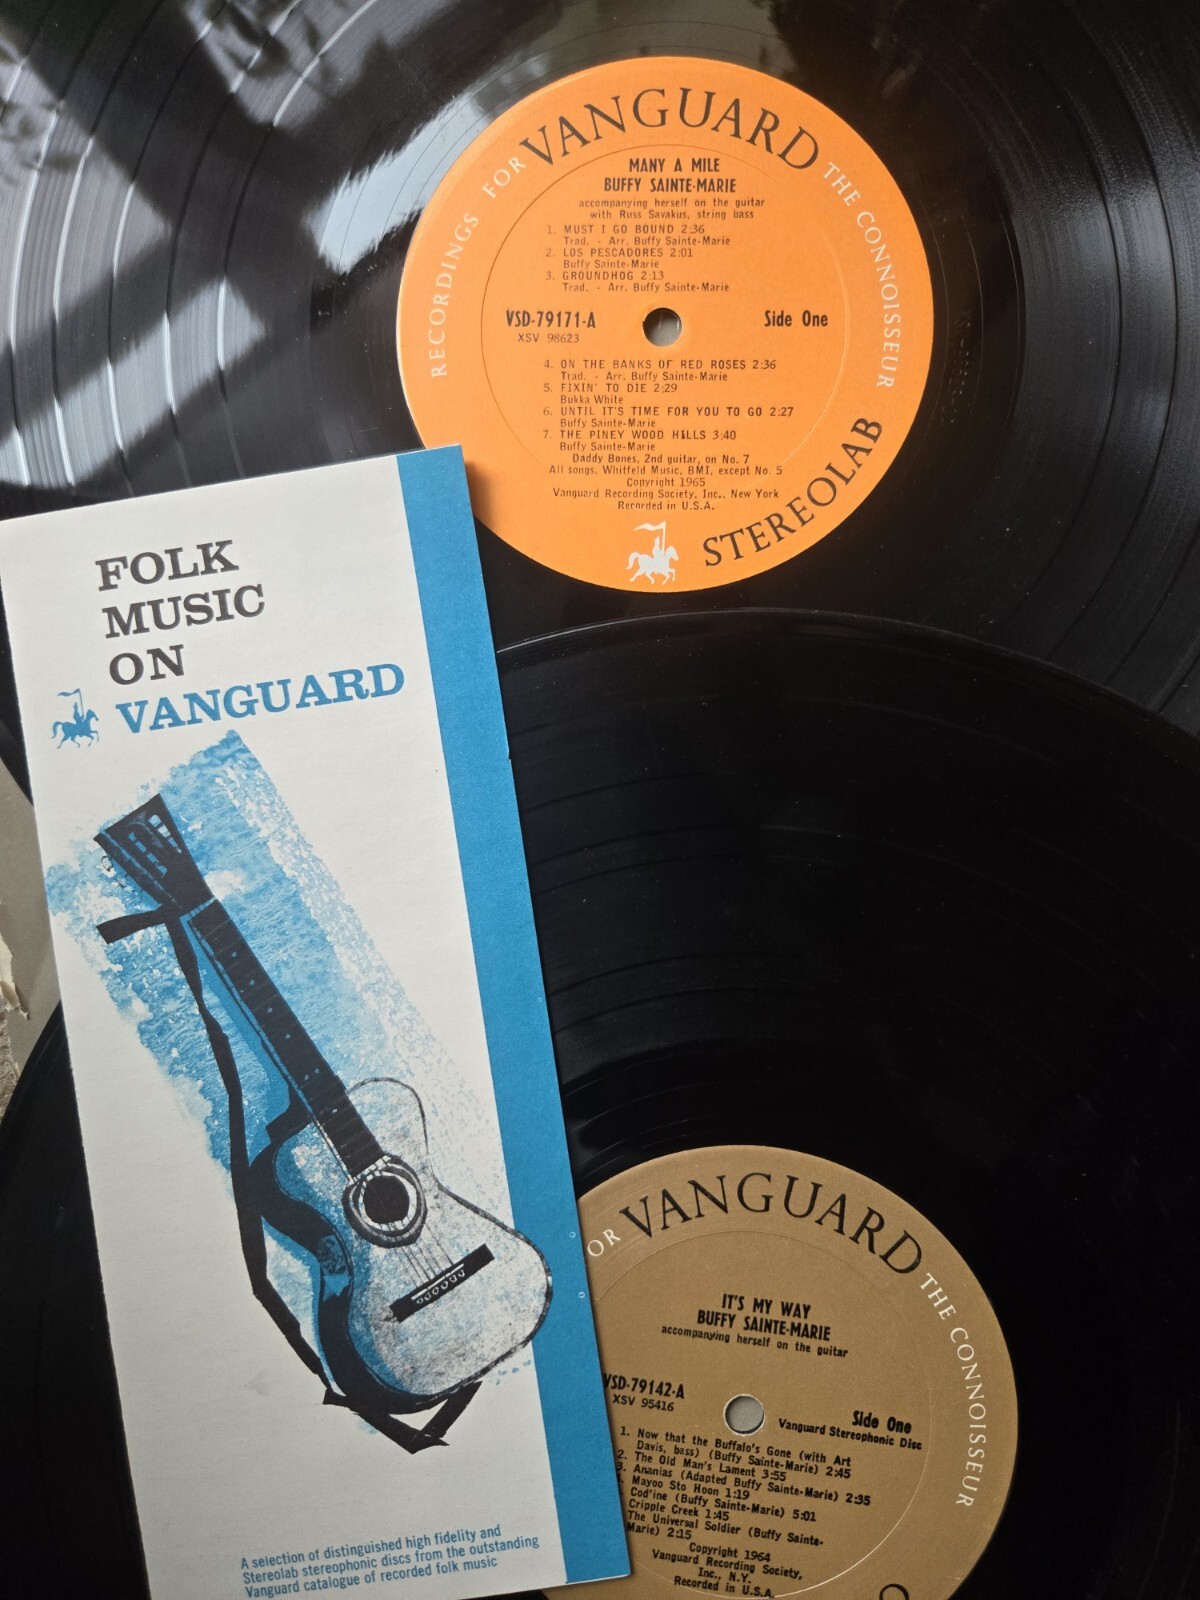 RECORDINGS FOR VANGUARD THE CONNOISSEUR
MANY A MILE
BUFFY SAINTE-MARIE
accompanying herself on the guitar
with Russ Savakus, string bass
1. MUST I GO BOUND 2:36
Trad. - Arr. Buffy Sainte-Marie
2. LOS PESCADORES 2:01
Buffy Sainte-Marie
3. GROUNDHOG 2:13
Trad. - Arr. Buffy Sainte-Marie
VSD-79171-A
Side One
XSV 98623
4. ON THE BANKS OF RED ROSES 2:36
Trad. - Arr. Buffy Sainte-Marie
5. FIXIN' TO DIE 2:29
Bukka White
6. UNTIL IT'S TIME FOR YOU TO GO 2:27
Buffy Sainte-Marie
7. THE PINEY WOOD HILLS 3:40
Buffy Sainte-Marie
Daddy Bones, 2nd guitar, on No. 7
All songs, Whitfeld Music, BMI, except No. 5
Copyright 1965
Vanguard Recording Society, Inc., New York
Recorded in U.S.A.
STEREOLAB
FOLK
MUSIC
ON
VANGUARD
A selection of distinguished high fidelity and
Stereolab stereophonic discs from the outstanding
Vanguard catalogue of recorded folk music
OR VANGUARD THE CONNOISSEUR
IT'S MY WAY
BUFFY SAINTE-MARIE
accompanying herself on the guitar
VSD-79142-A
XSV 95416
Side One
Vanguard Stereophonic Disc
1. Now that the Buffalo's Gone (with Art
Davis, bass) (Buffy Sainte-Marie) 2:45
2. The Old Man's Lament 3:55
3. Ananias (Adapted Buffy Sainte-Marie) 2:35
Mayoo Sto Hoon 1:19
Cod'ine (Buffy Sainte-Marie) 5:01
Cripple Creek 1:45
The Universal Soldier (Buffy Sainte-
Marie) 2:15
Copyright 1964
Vanguard Recording Society,
Inc., N.Y.
Recorded in U.S.A.